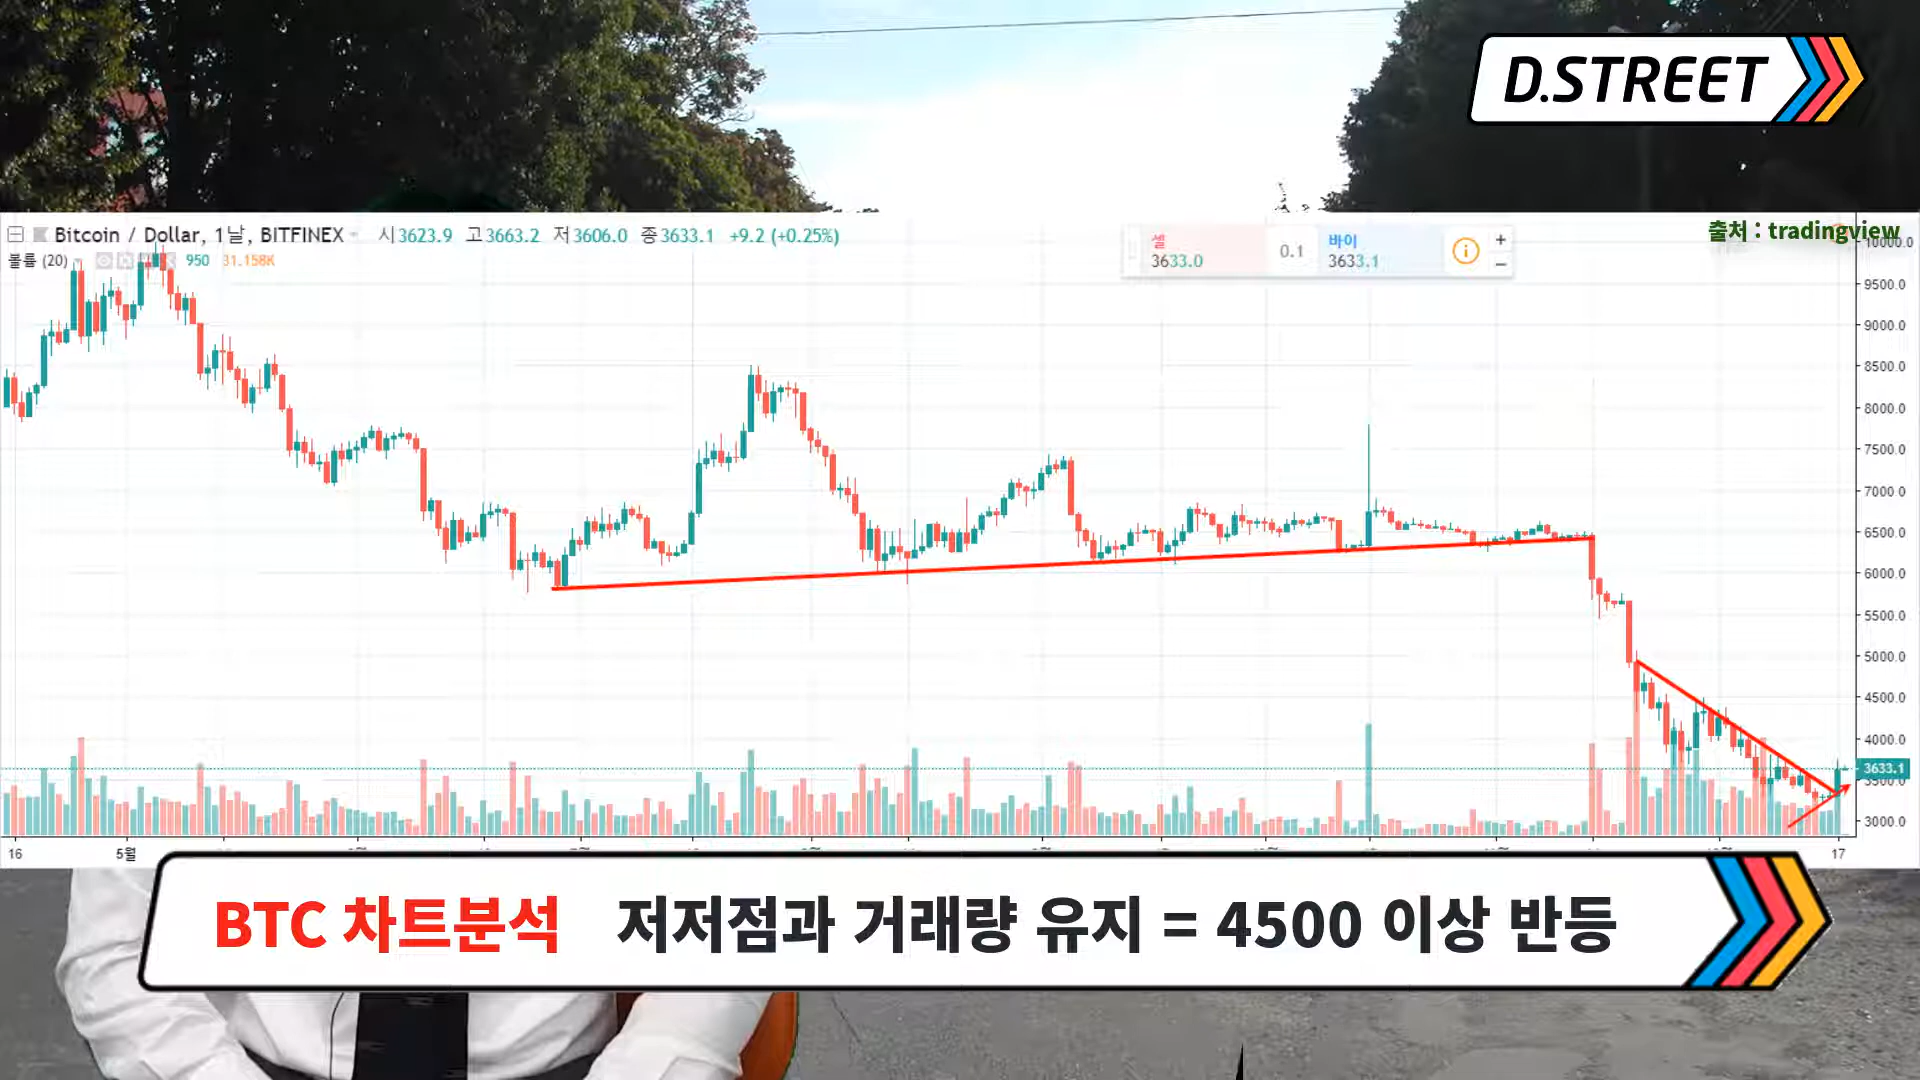 D.STREET
출처 : tradingview
Bitcoin / Dollar, 1날, BITFINEX 시3623.9 고3663.2 저3606.0 종3633.1 +9.2 (+0.25%)
볼륨 (20) 950 31.158K
셀 3633.0
0.1
바이 3633.1
10000.0
9500.0
9000.0
8500.0
8000.0
7500.0
7000.0
6500.0
6000.0
5500.0
5000.0
4500.0
4000.0
3633.1
3500.0
3000.0
16 5월 17
BTC 차트분석 저저점과 거래량 유지 = 4500 이상 반등